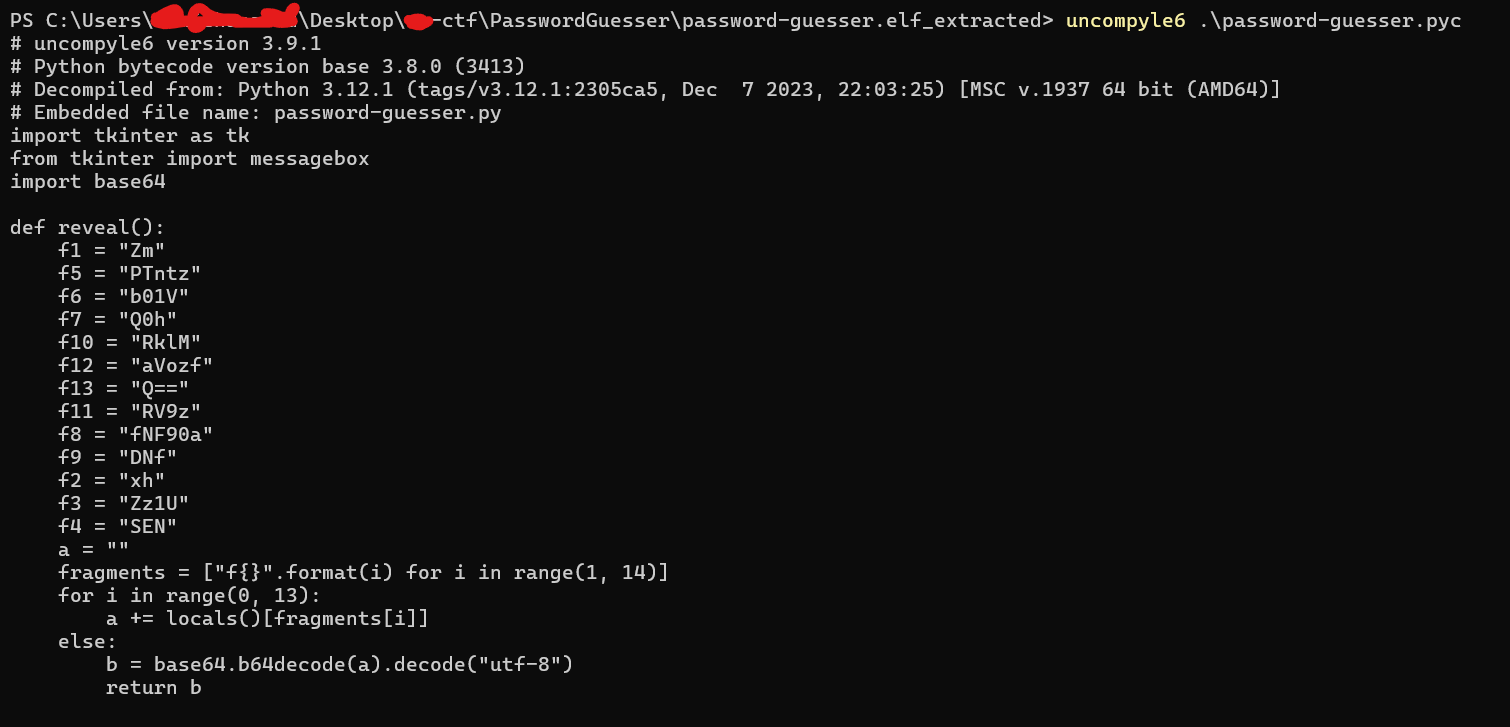 PS C:\Users\\Desktop\-ctf\PasswordGuesser\password-guesser.elf_extracted> uncompyle6 .\password-guesser.pyc
# uncompyle6 version 3.9.1
# Python bytecode version base 3.8.0 (3413)
# Decompiled from: Python 3.12.1 (tags/v3.12.1:2305ca5, Dec  7 2023, 22:03:25) [MSC v.1937 64 bit (AMD64)]
# Embedded file name: password-guesser.py
import tkinter as tk
from tkinter import messagebox
import base64

def reveal():
    f1 = "Zm"
    f5 = "PTntz"
    f6 = "b01V"
    f7 = "Q0h"
    f10 = "RklM"
    f12 = "aVozf"
    f13 = "Q=="
    f11 = "RV9z"
    f8 = "fNF90a"
    f9 = "DNf"
    f2 = "xh"
    f3 = "Zz1U"
    f4 = "SEN"
    a = ""
    fragments = ["f{}".format(i) for i in range(1, 14)]
    for i in range(0, 13):
        a += locals()[fragments[i]]
    else:
        b = base64.b64decode(a).decode("utf-8")
        return b